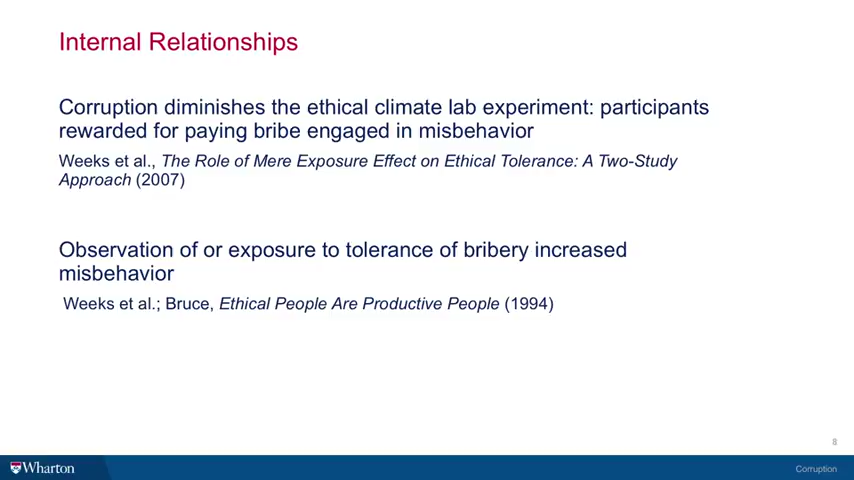 Internal Relationships
Corruption diminishes the ethical climate lab experiment: participants
rewarded for paying bribe engaged in misbehavior
Weeks et al., The Role of Mere Exposure Effect on Ethical Tolerance: A Two-Study
Approach (2007)
Observation of or exposure to tolerance of bribery increased
misbehavior
Weeks et al.; Bruce, Ethical People Are Productive People (1994)
8
Wharton
Corruption